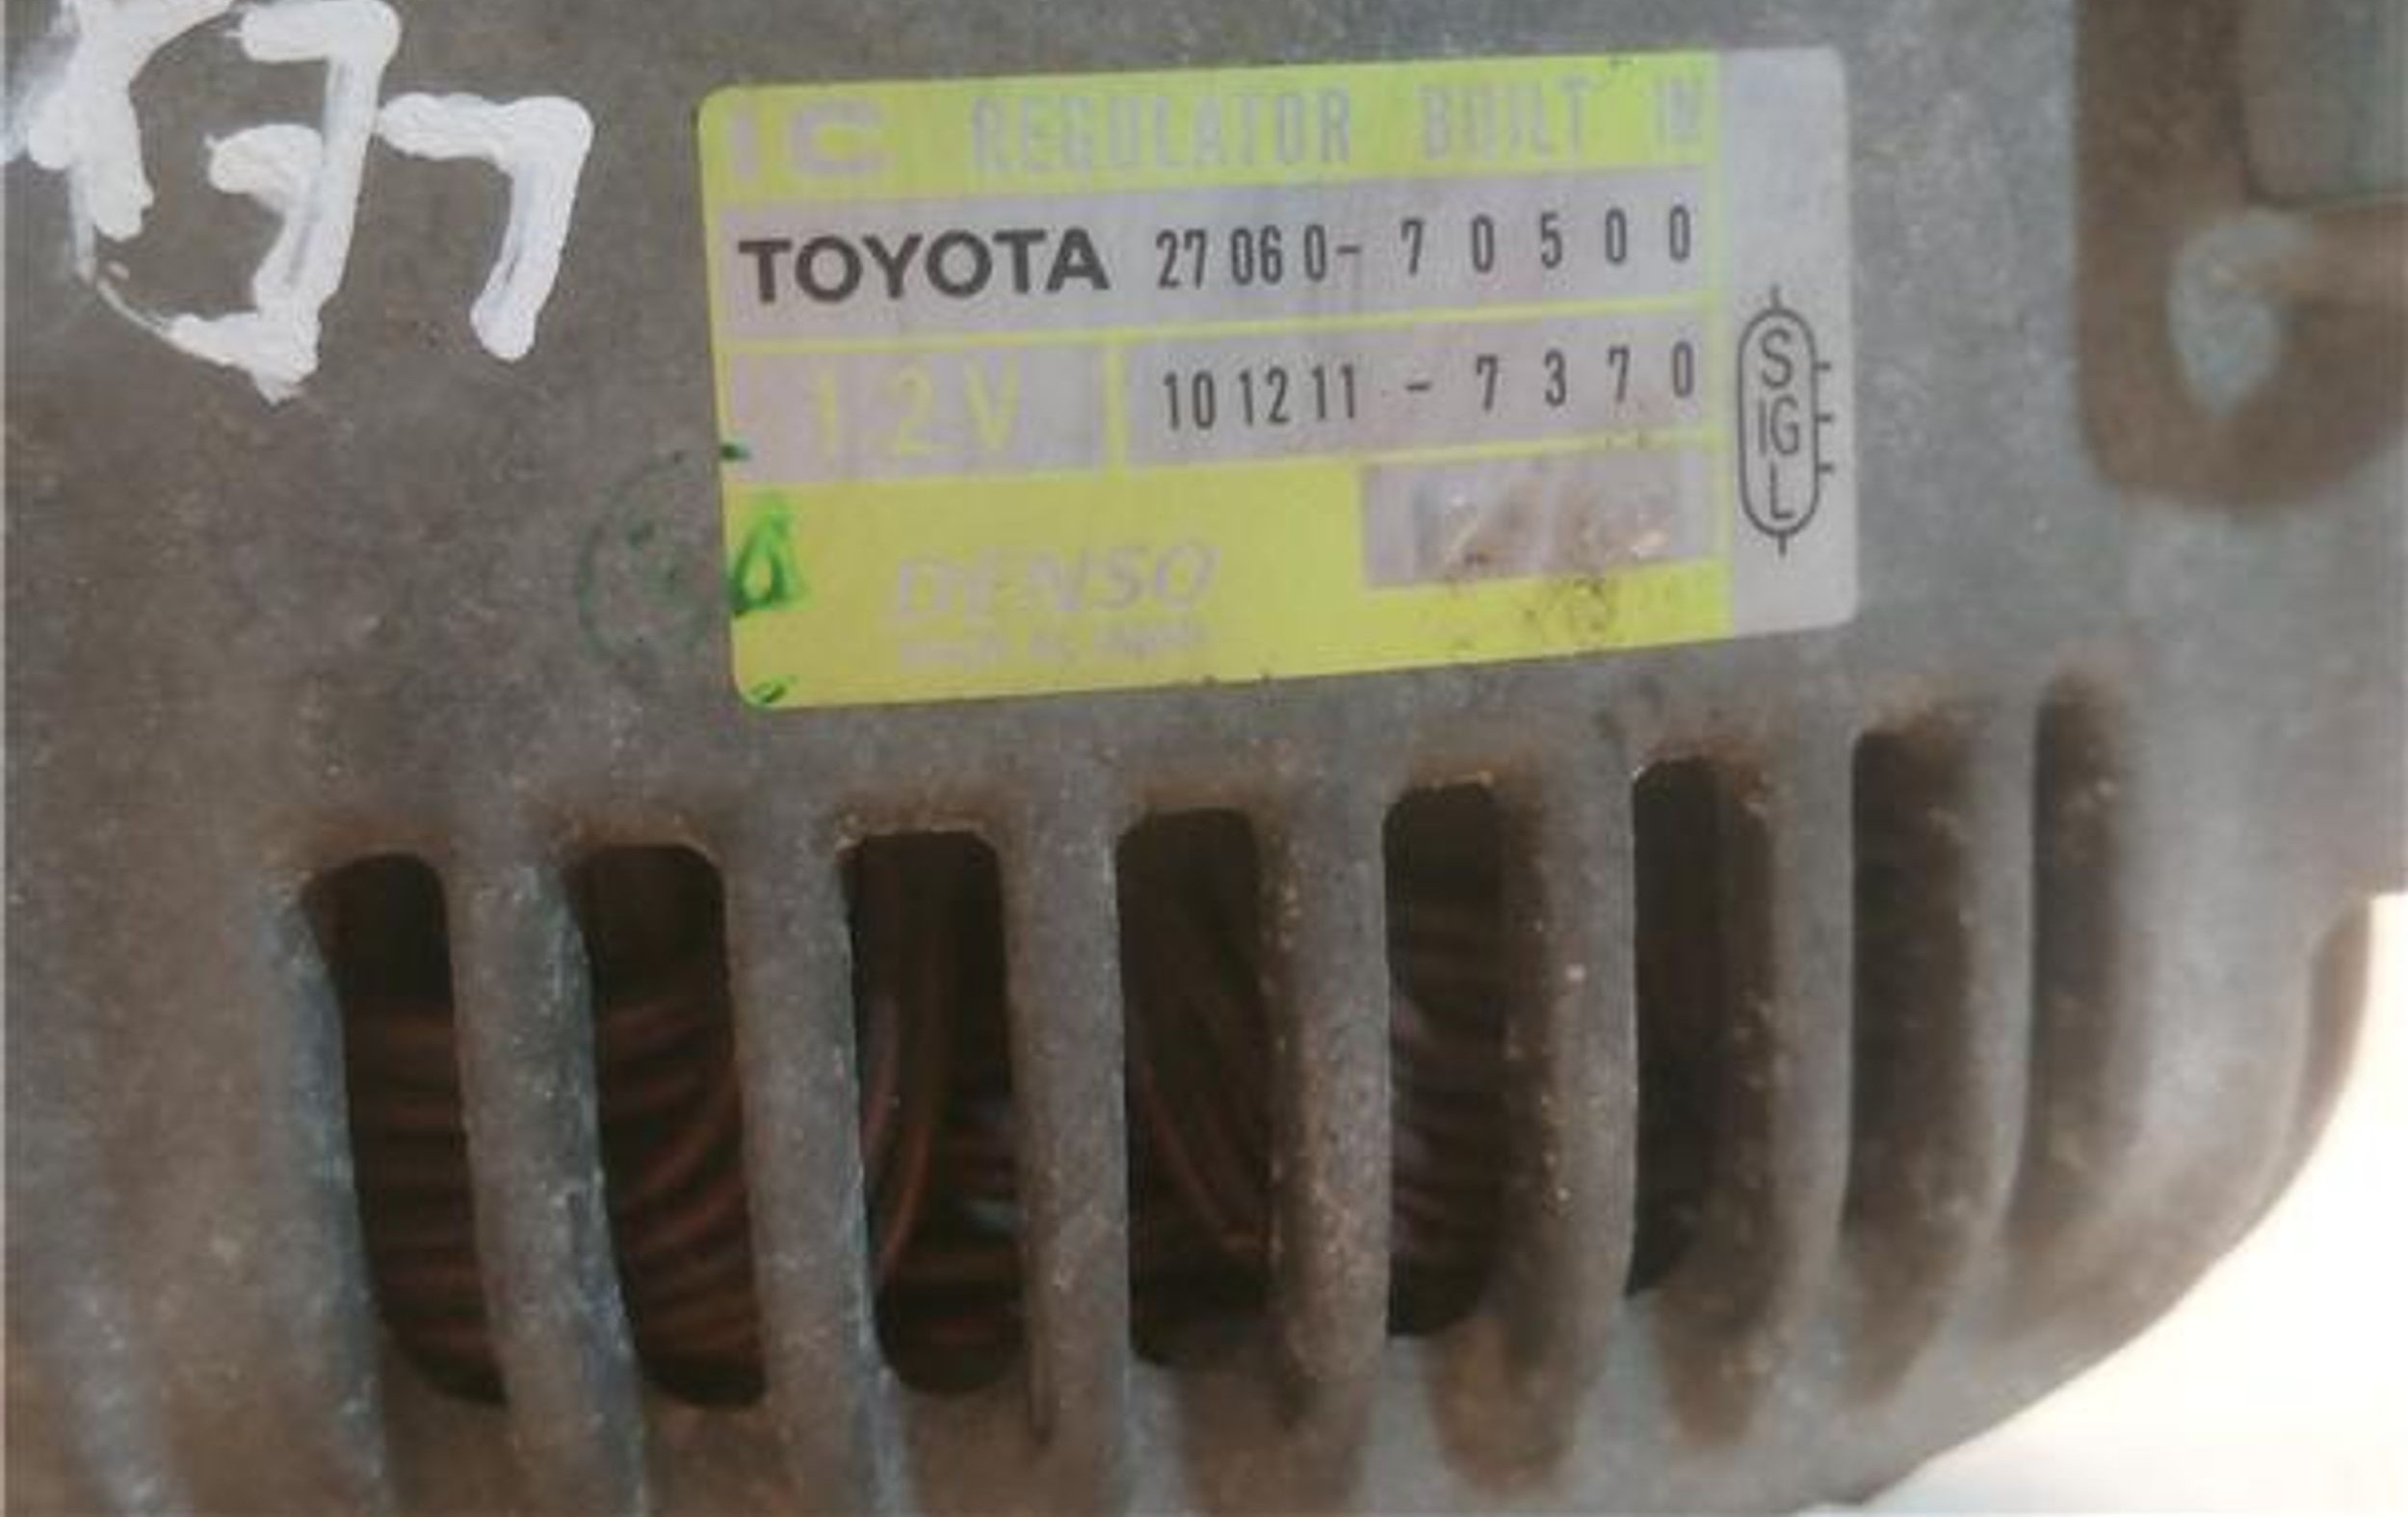 IC REGULATOR BUILT IN
TOYOTA 27060-70500
12V 101211-7370
S
IG
L
DENSO